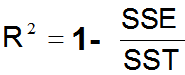 R² = 1- SSE
SST